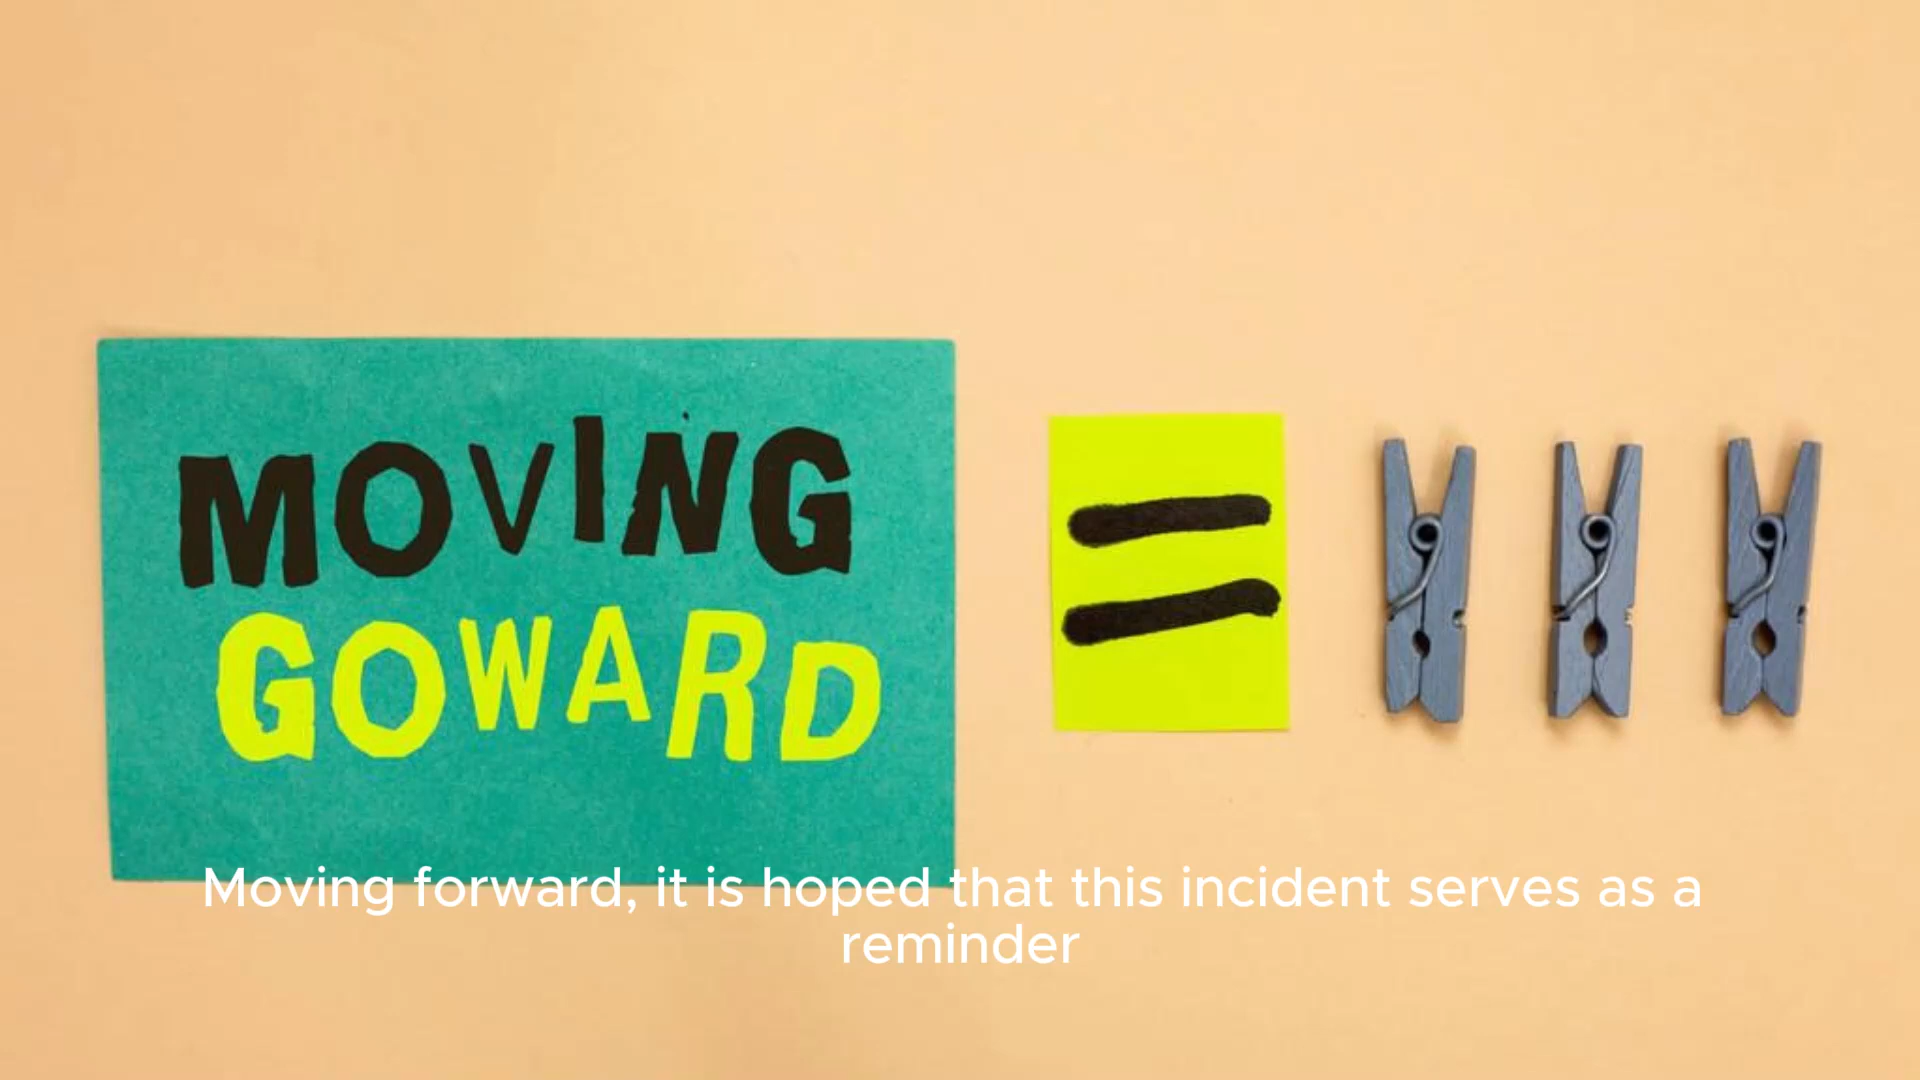 MOVING
GOWARD
=
Moving forward, it is hoped that this incident serves as a
reminder